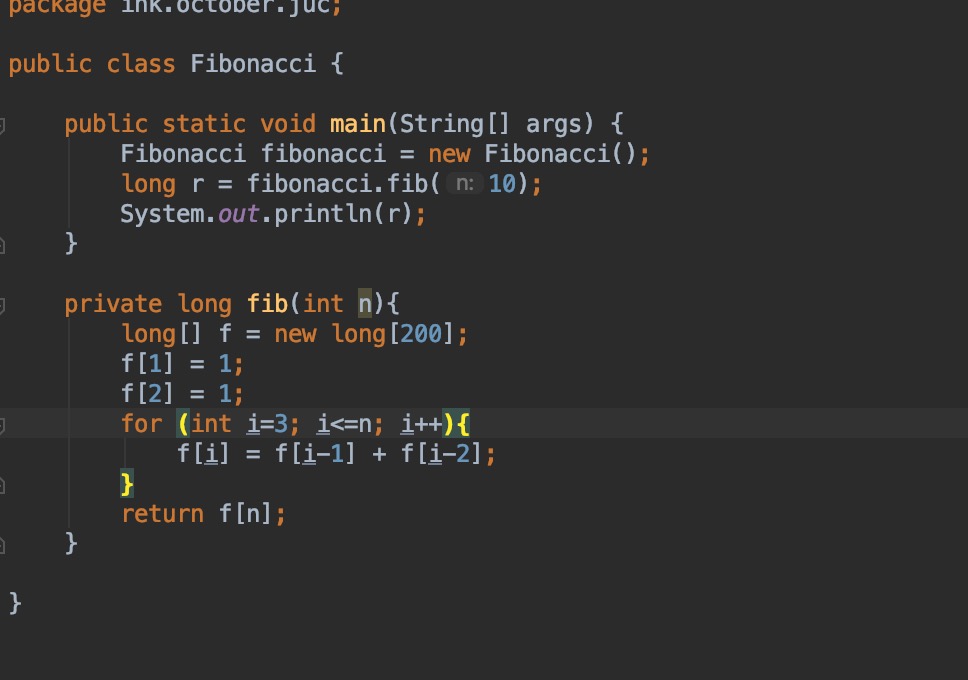 package ink.october.juc;
public class Fibonacci {
public static void main(String[] args) {
Fibonacci fibonacci = new Fibonacci();
long r = fibonacci.fib( n: 10);
System.out.println(r);
}
private long fib(int n){
long[] f = new long[200];
f[1] = 1;
f[2] = 1;
for (int i=3; i<=n; i++){
f[i] = f[i-1] + f[i-2];
}
return f[n];
}
}